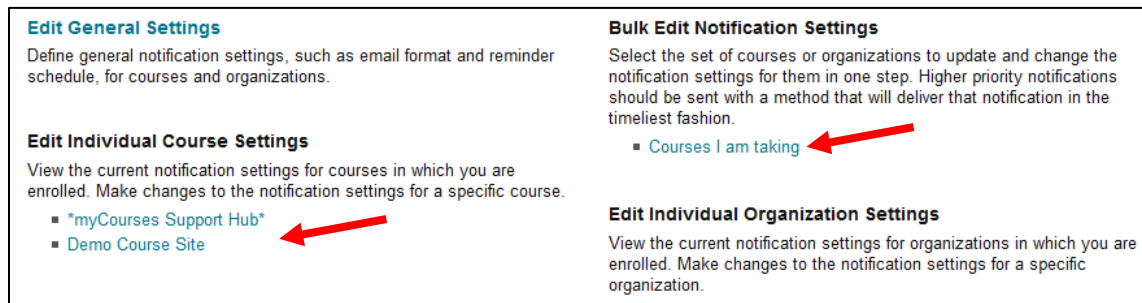 Edit General Settings
Define general notification settings, such as email format and reminder
schedule, for courses and organizations.
Edit Individual Course Settings
View the current notification settings for courses in which you are
enrolled. Make changes to the notification settings for a specific course.
*myCourses Support Hub*
Demo Course Site
Bulk Edit Notification Settings
Select the set of courses or organizations to update and change the
notification settings for them in one step. Higher priority notifications
should be sent with a method that will deliver that notification in the
timeliest fashion.
Courses I am taking
Edit Individual Organization Settings
View the current notification settings for organizations in which you are
enrolled. Make changes to the notification settings for a specific
organization.